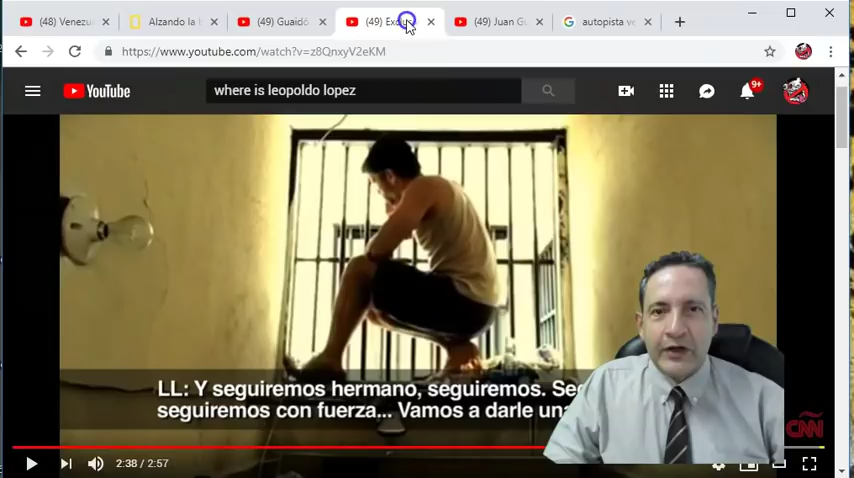 (48) Venezu
Alzando la
(49) Guaidó
(49) Exclu
(49) Juan Gu
autopista ve
https://www.youtube.com/watch?v=z8QnxyV2eKM
YouTube
where is leopoldo lopez
9+
LL: Y seguiremos hermano, seguiremos. Se
seguiremos con fuerza... Vamos a darle una
CNN
2:38 / 2:57